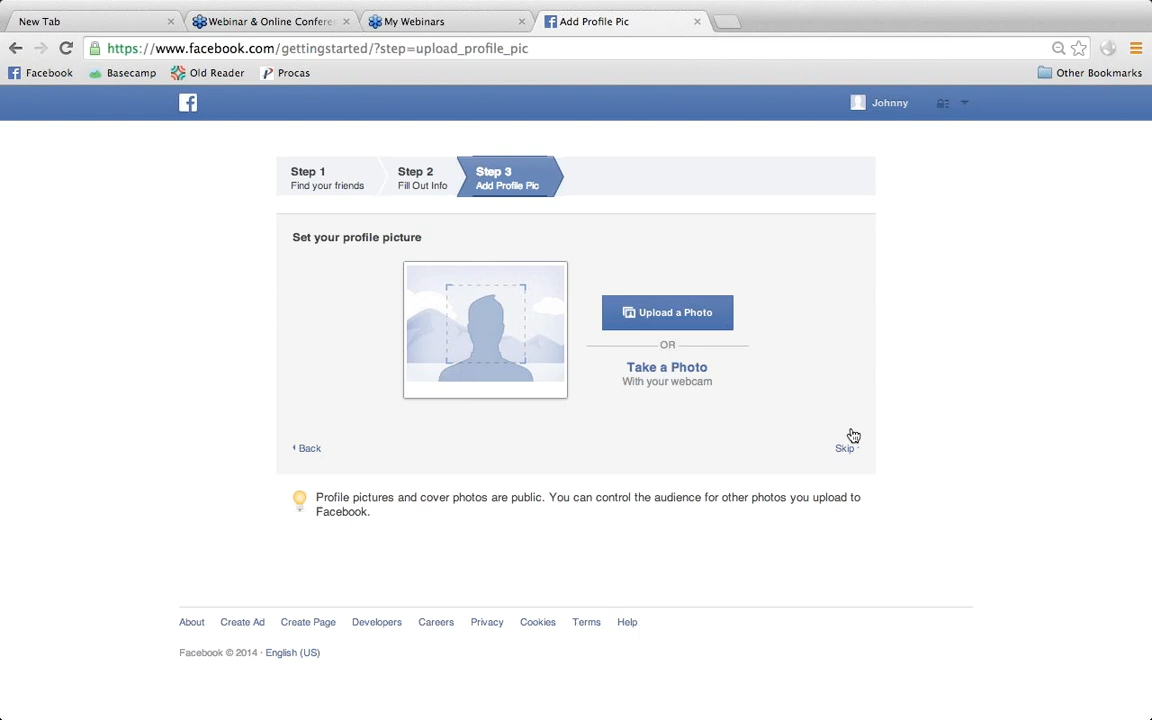 New Tab
Webinar & Online Conferen
My Webinars
Add Profile Pic
https://www.facebook.com/gettingstarted/?step=upload_profile_pic
Facebook
Basecamp
Old Reader
Procas
Other Bookmarks
Johnny
Step 1
Find your friends
Step 2
Fill Out Info
Step 3
Add Profile Pic
Set your profile picture
Upload a Photo
OR
Take a Photo
With your webcam
Back
Skip
Profile pictures and cover photos are public. You can control the audience for other photos you upload to
Facebook.
About Create Ad Create Page Developers Careers Privacy Cookies Terms Help
Facebook © 2014 · English (US)